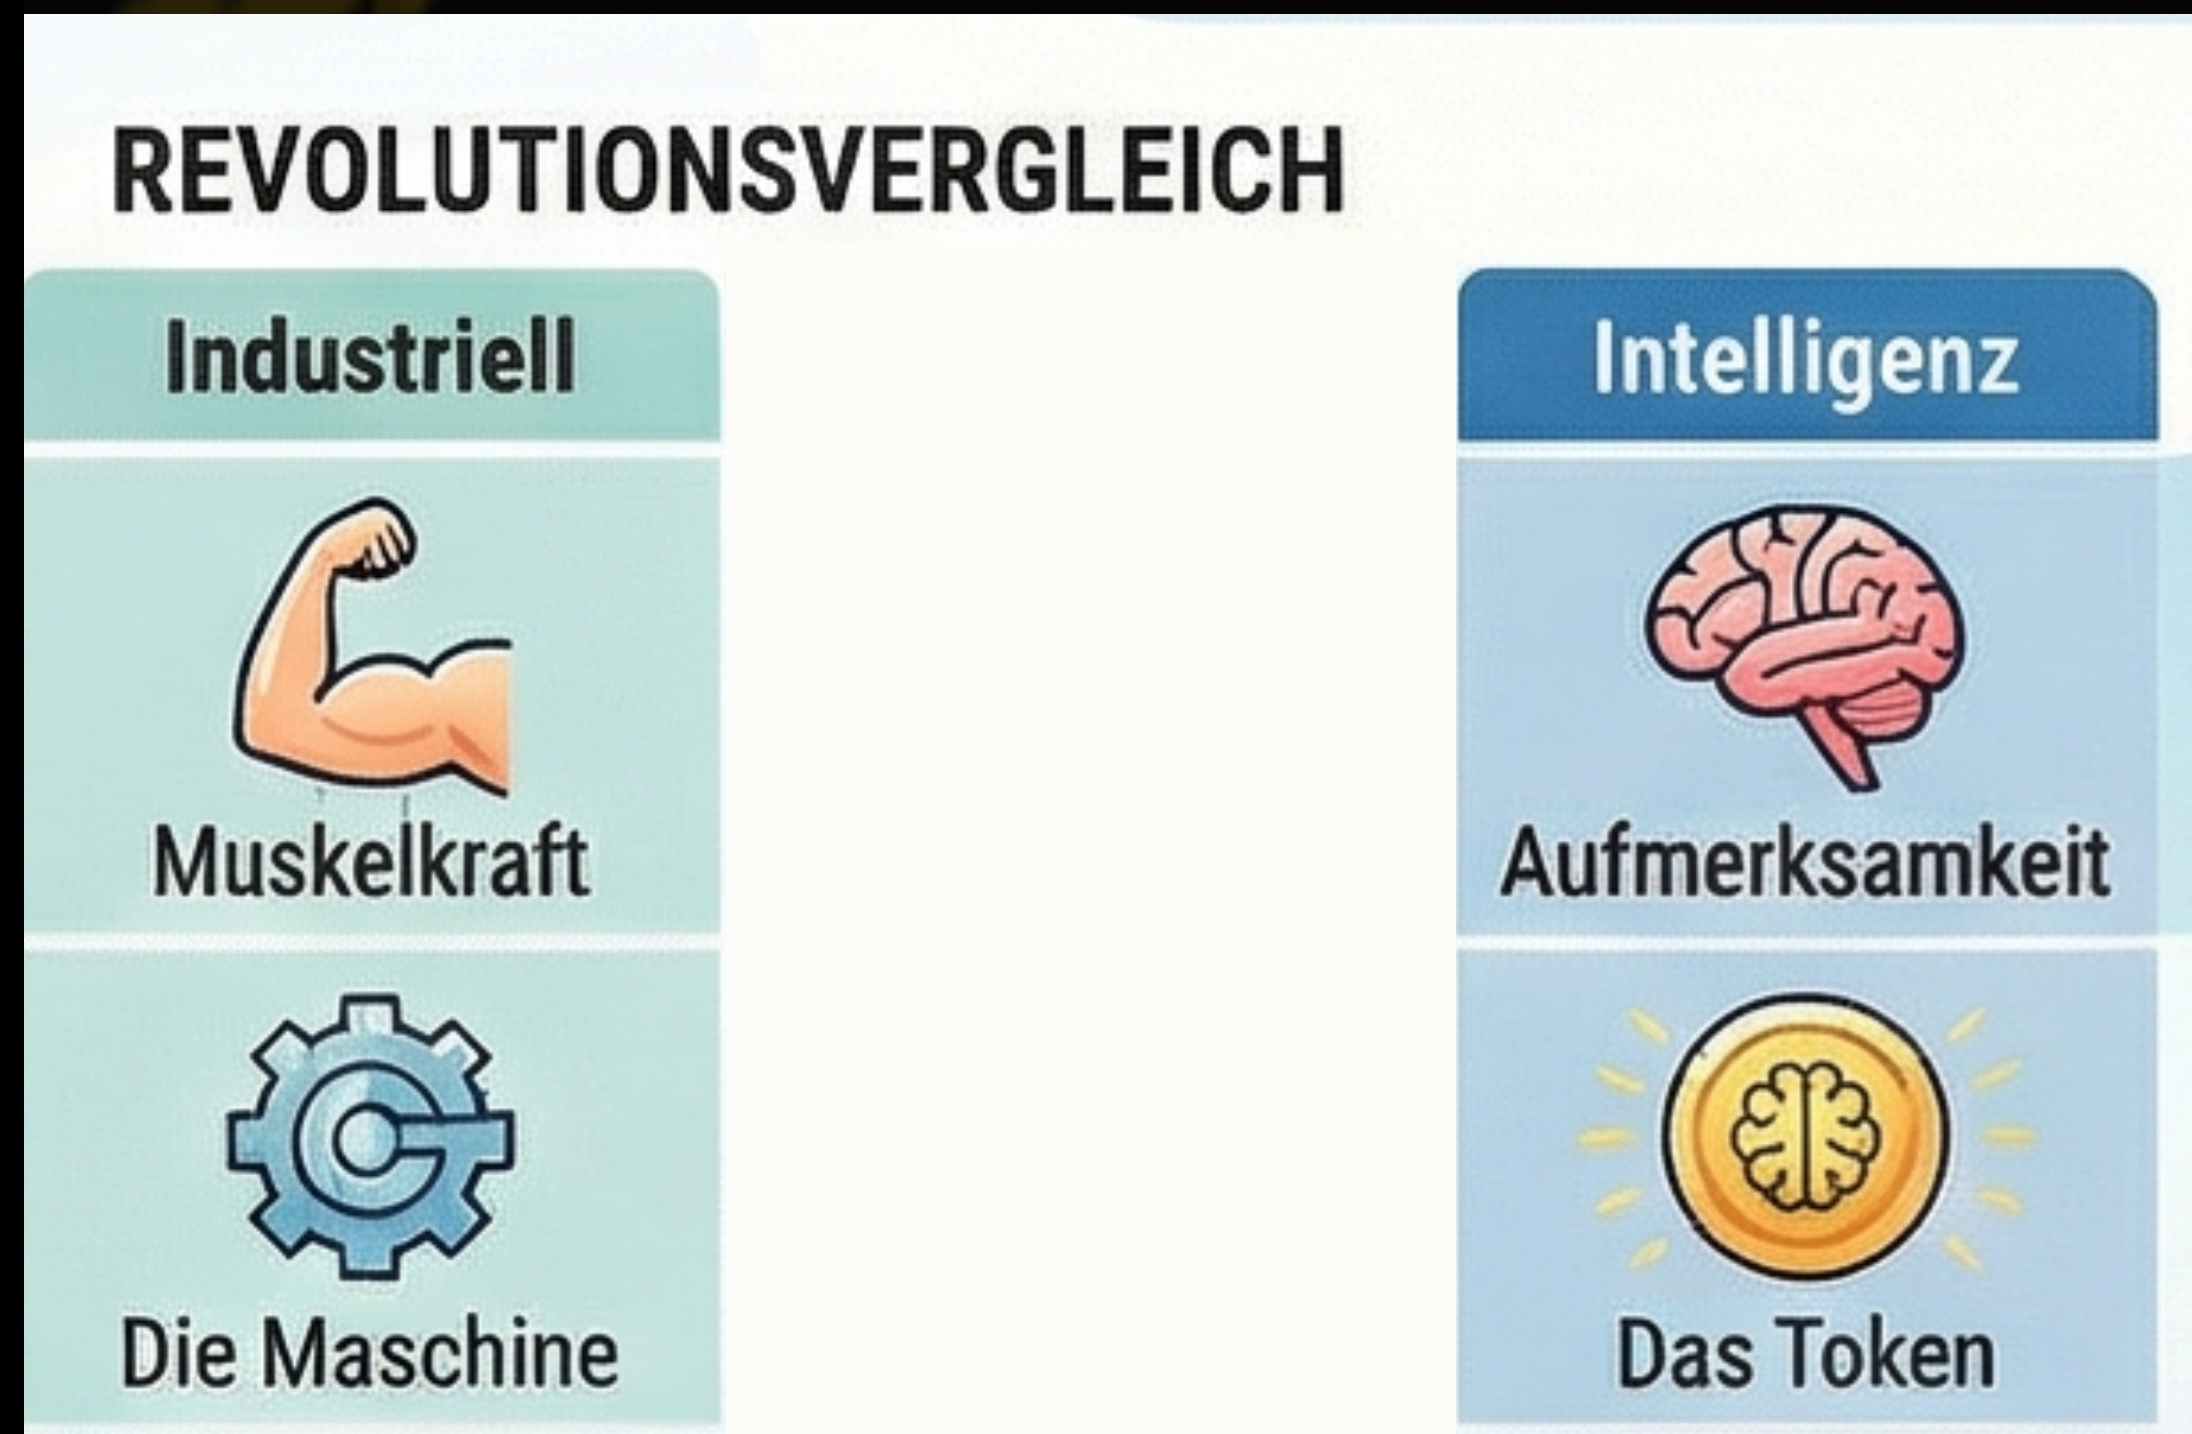 REVOLUTIONSVERGLEICH
Industriell
Intelligenz
Muskelkraft
Aufmerksamkeit
Die Maschine
Das Token